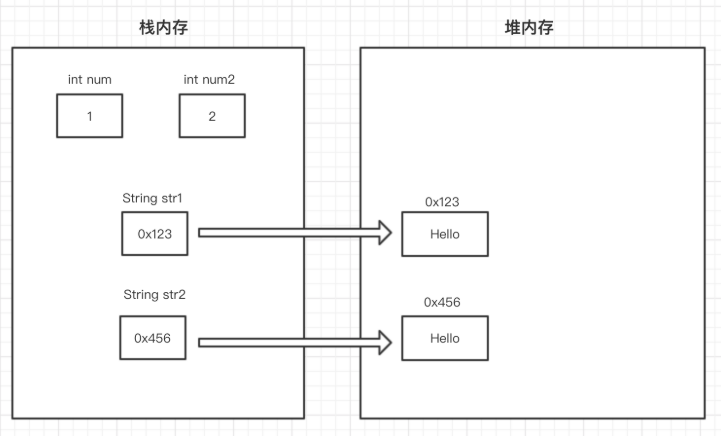 栈内存
堆内存
int num
int num2
1
2
String str1
0x123
0x123
Hello
String str2
0x456
0x456
Hello